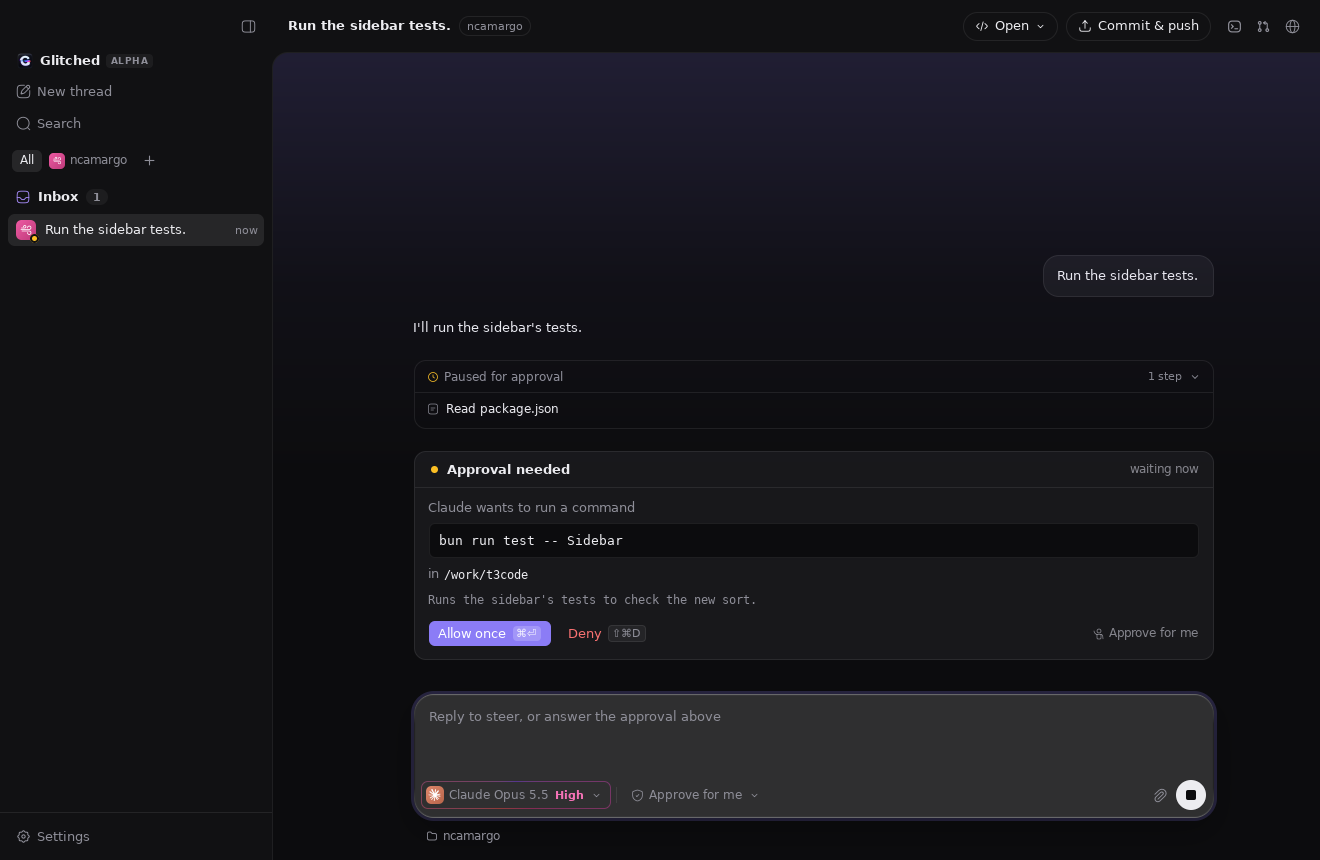 Run the sidebar tests. ncamargo
Open
Commit & push
Glitched ALPHA
New thread
Search
All ncamargo
Inbox 1
Run the sidebar tests. now
Settings
Run the sidebar tests.
I'll run the sidebar's tests.
Paused for approval 1 step
Read package.json
Approval needed waiting now
Claude wants to run a command
bun run test -- Sidebar
in /work/t3code
Runs the sidebar's tests to check the new sort.
Allow once ⌘⏎ Deny ⇧⌘D Approve for me
Reply to steer, or answer the approval above
Claude Opus 5.5 High Approve for me
ncamargo